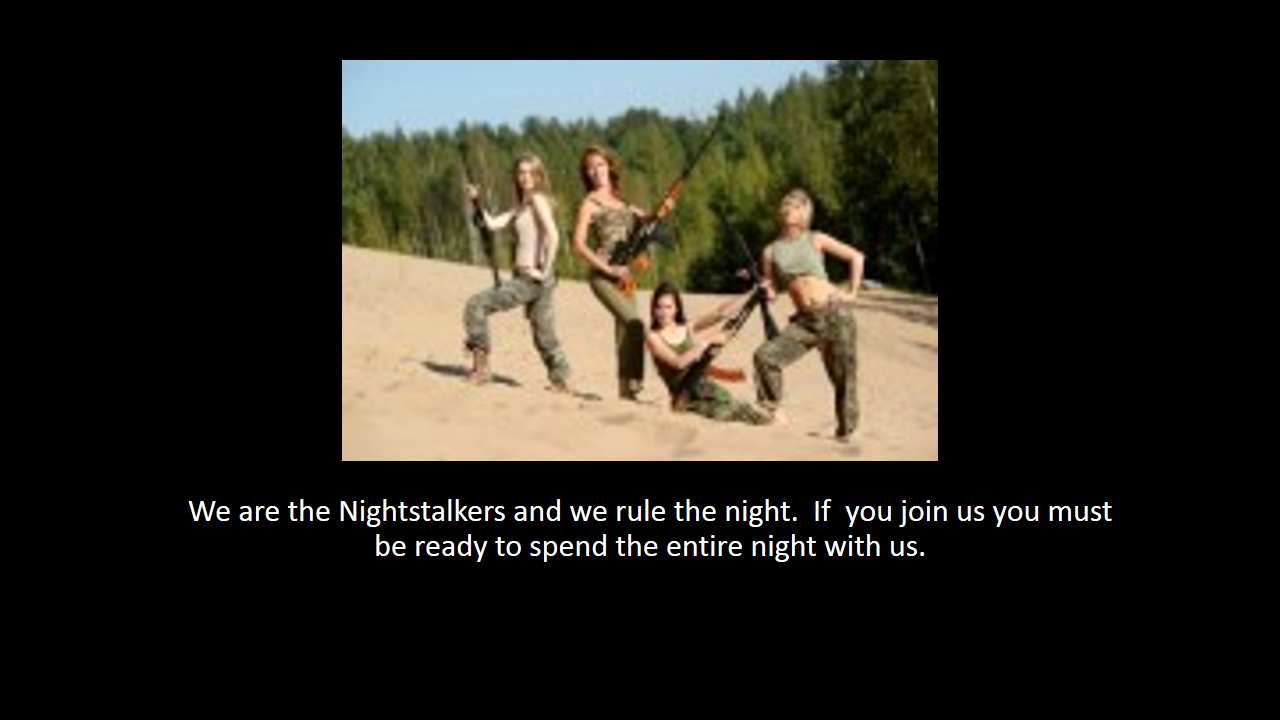 We are the Nightstalkers and we rule the night.  If  you join us you must
be ready to spend the entire night with us.